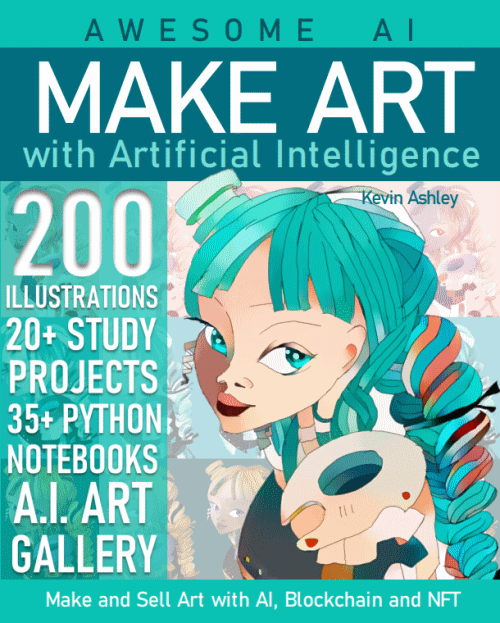 AWESOME AI
MAKE ART
with Artificial Intelligence
Kevin Ashley
200
ILLUSTRATIONS
20+ STUDY
PROJECTS
35+ PYTHON
NOTEBOOKS
A.I. ART
GALLERY
Make and Sell Art with AI, Blockchain and NFT